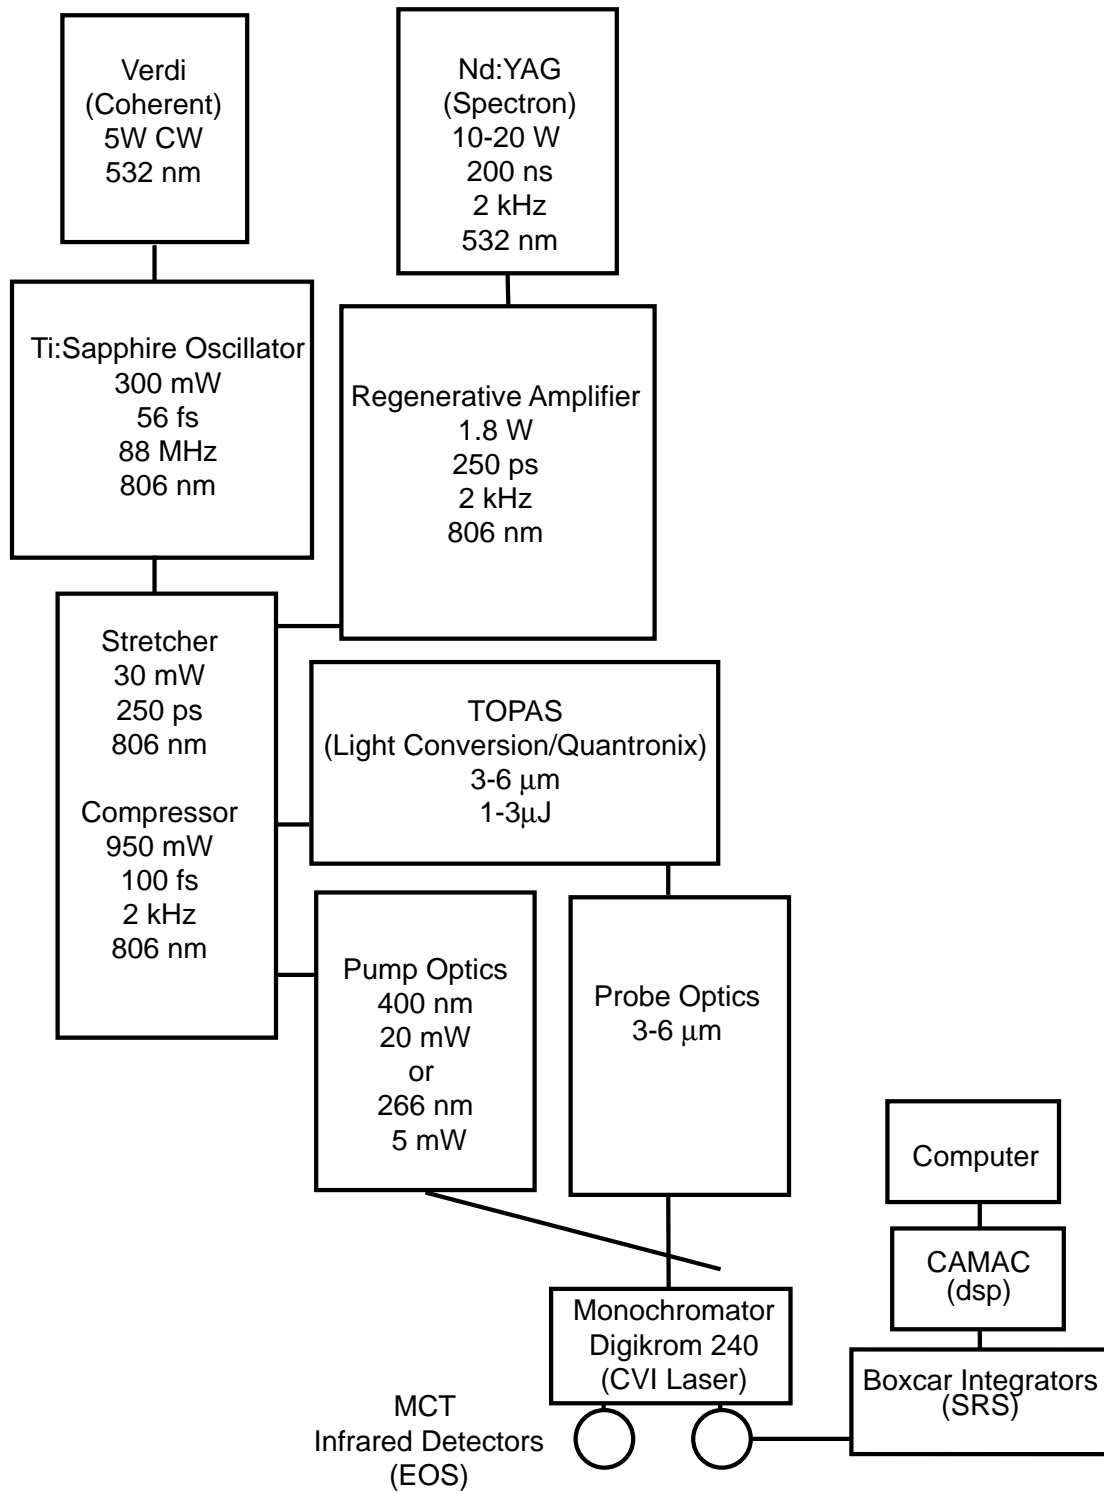 Verdi
(Coherent)
5W CW
532 nm
Nd:YAG
(Spectron)
10-20 W
200 ns
2 kHz
532 nm
Ti:Sapphire Oscillator
300 mW
56 fs
88 MHz
806 nm
Regenerative Amplifier
1.8 W
250 ps
2 kHz
806 nm
Stretcher
30 mW
250 ps
806 nm
Compressor
950 mW
100 fs
2 kHz
806 nm
TOPAS
(Light Conversion/Quantronix)
3-6 μm
1-3μJ
Pump Optics
400 nm
20 mW
or
266 nm
5 mW
Probe Optics
3-6 μm
Computer
CAMAC
(dsp)
Boxcar Integrators
(SRS)
Monochromator
Digikrom 240
(CVI Laser)
MCT
Infrared Detectors
(EOS)